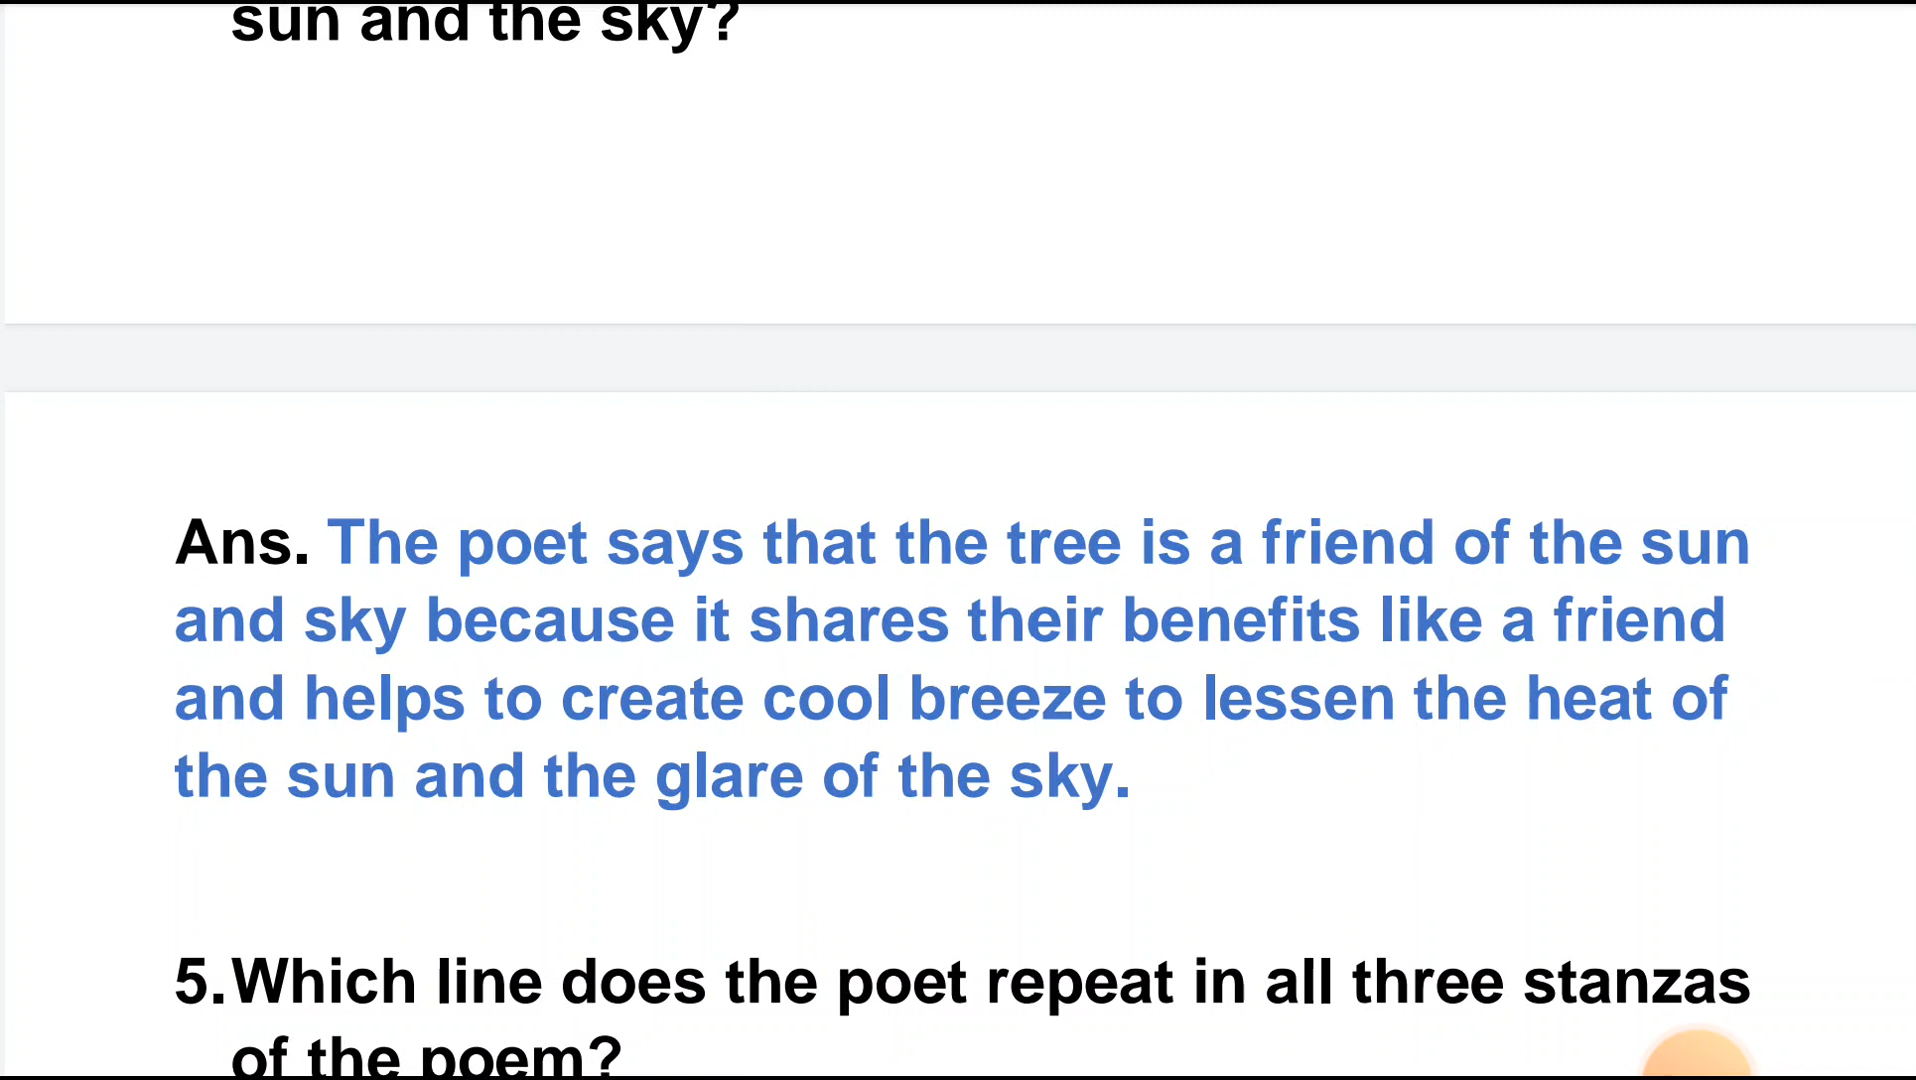 sun and the sky?
Ans. The poet says that the tree is a friend of the sun
and sky because it shares their benefits like a friend
and helps to create cool breeze to lessen the heat of
the sun and the glare of the sky.
5.Which line does the poet repeat in all three stanzas
of the poem?